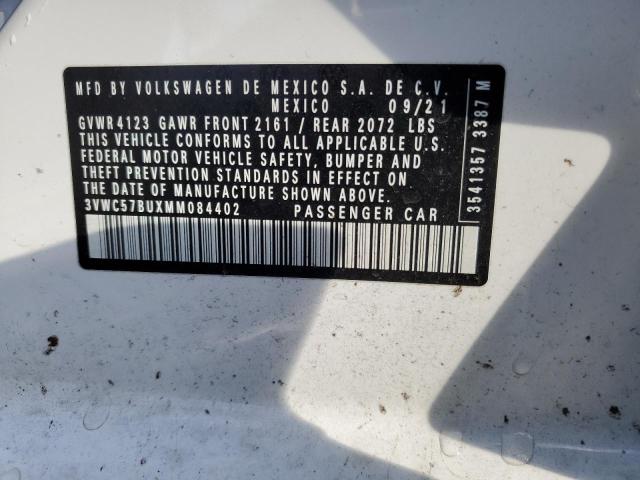 MFD BY VOLKSWAGEN DE MEXICO S.A. DE C.V.
MEXICO 09/21
GVWR 4123 GAWR FRONT 2161 / REAR 2072 LBS
THIS VEHICLE CONFORMS TO ALL APPLICABLE U.S.
FEDERAL MOTOR VEHICLE SAFETY, BUMPER AND
THEFT PREVENTION STANDARDS IN EFFECT ON
THE DATE OF MANUFACTURE SHOWN ABOVE.
3VWC57BUXMM084402 PASSENGER CAR
3541357 3387 M